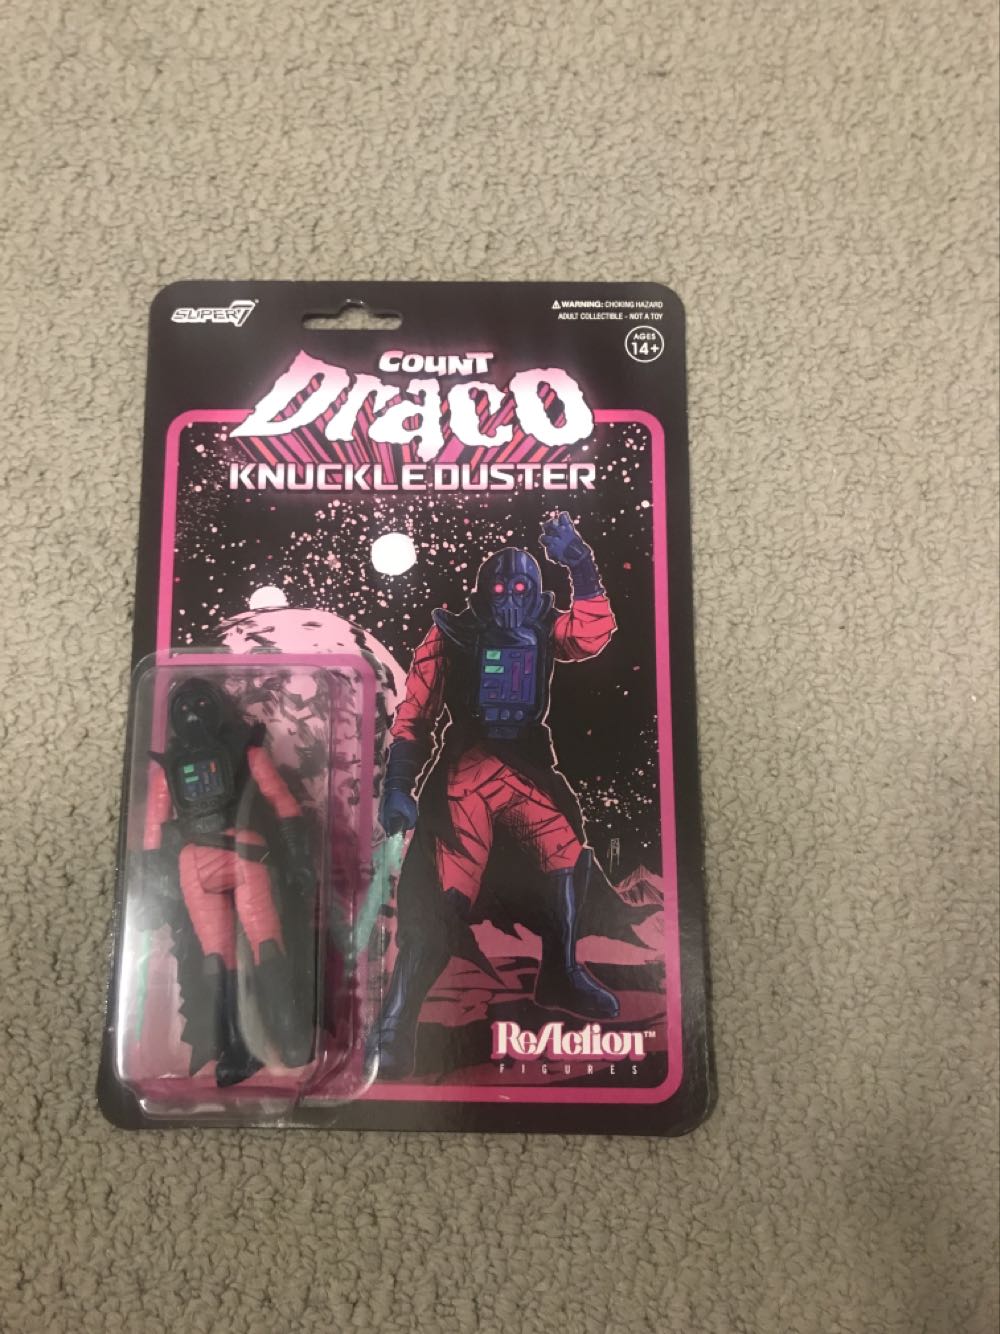 SUPER7
⚠ WARNING: CHOKING HAZARD
ADULT COLLECTIBLE - NOT A TOY
AGES
14+
COUNT
Draco
KNUCKLEDUSTER
ReAction™
FIGURES